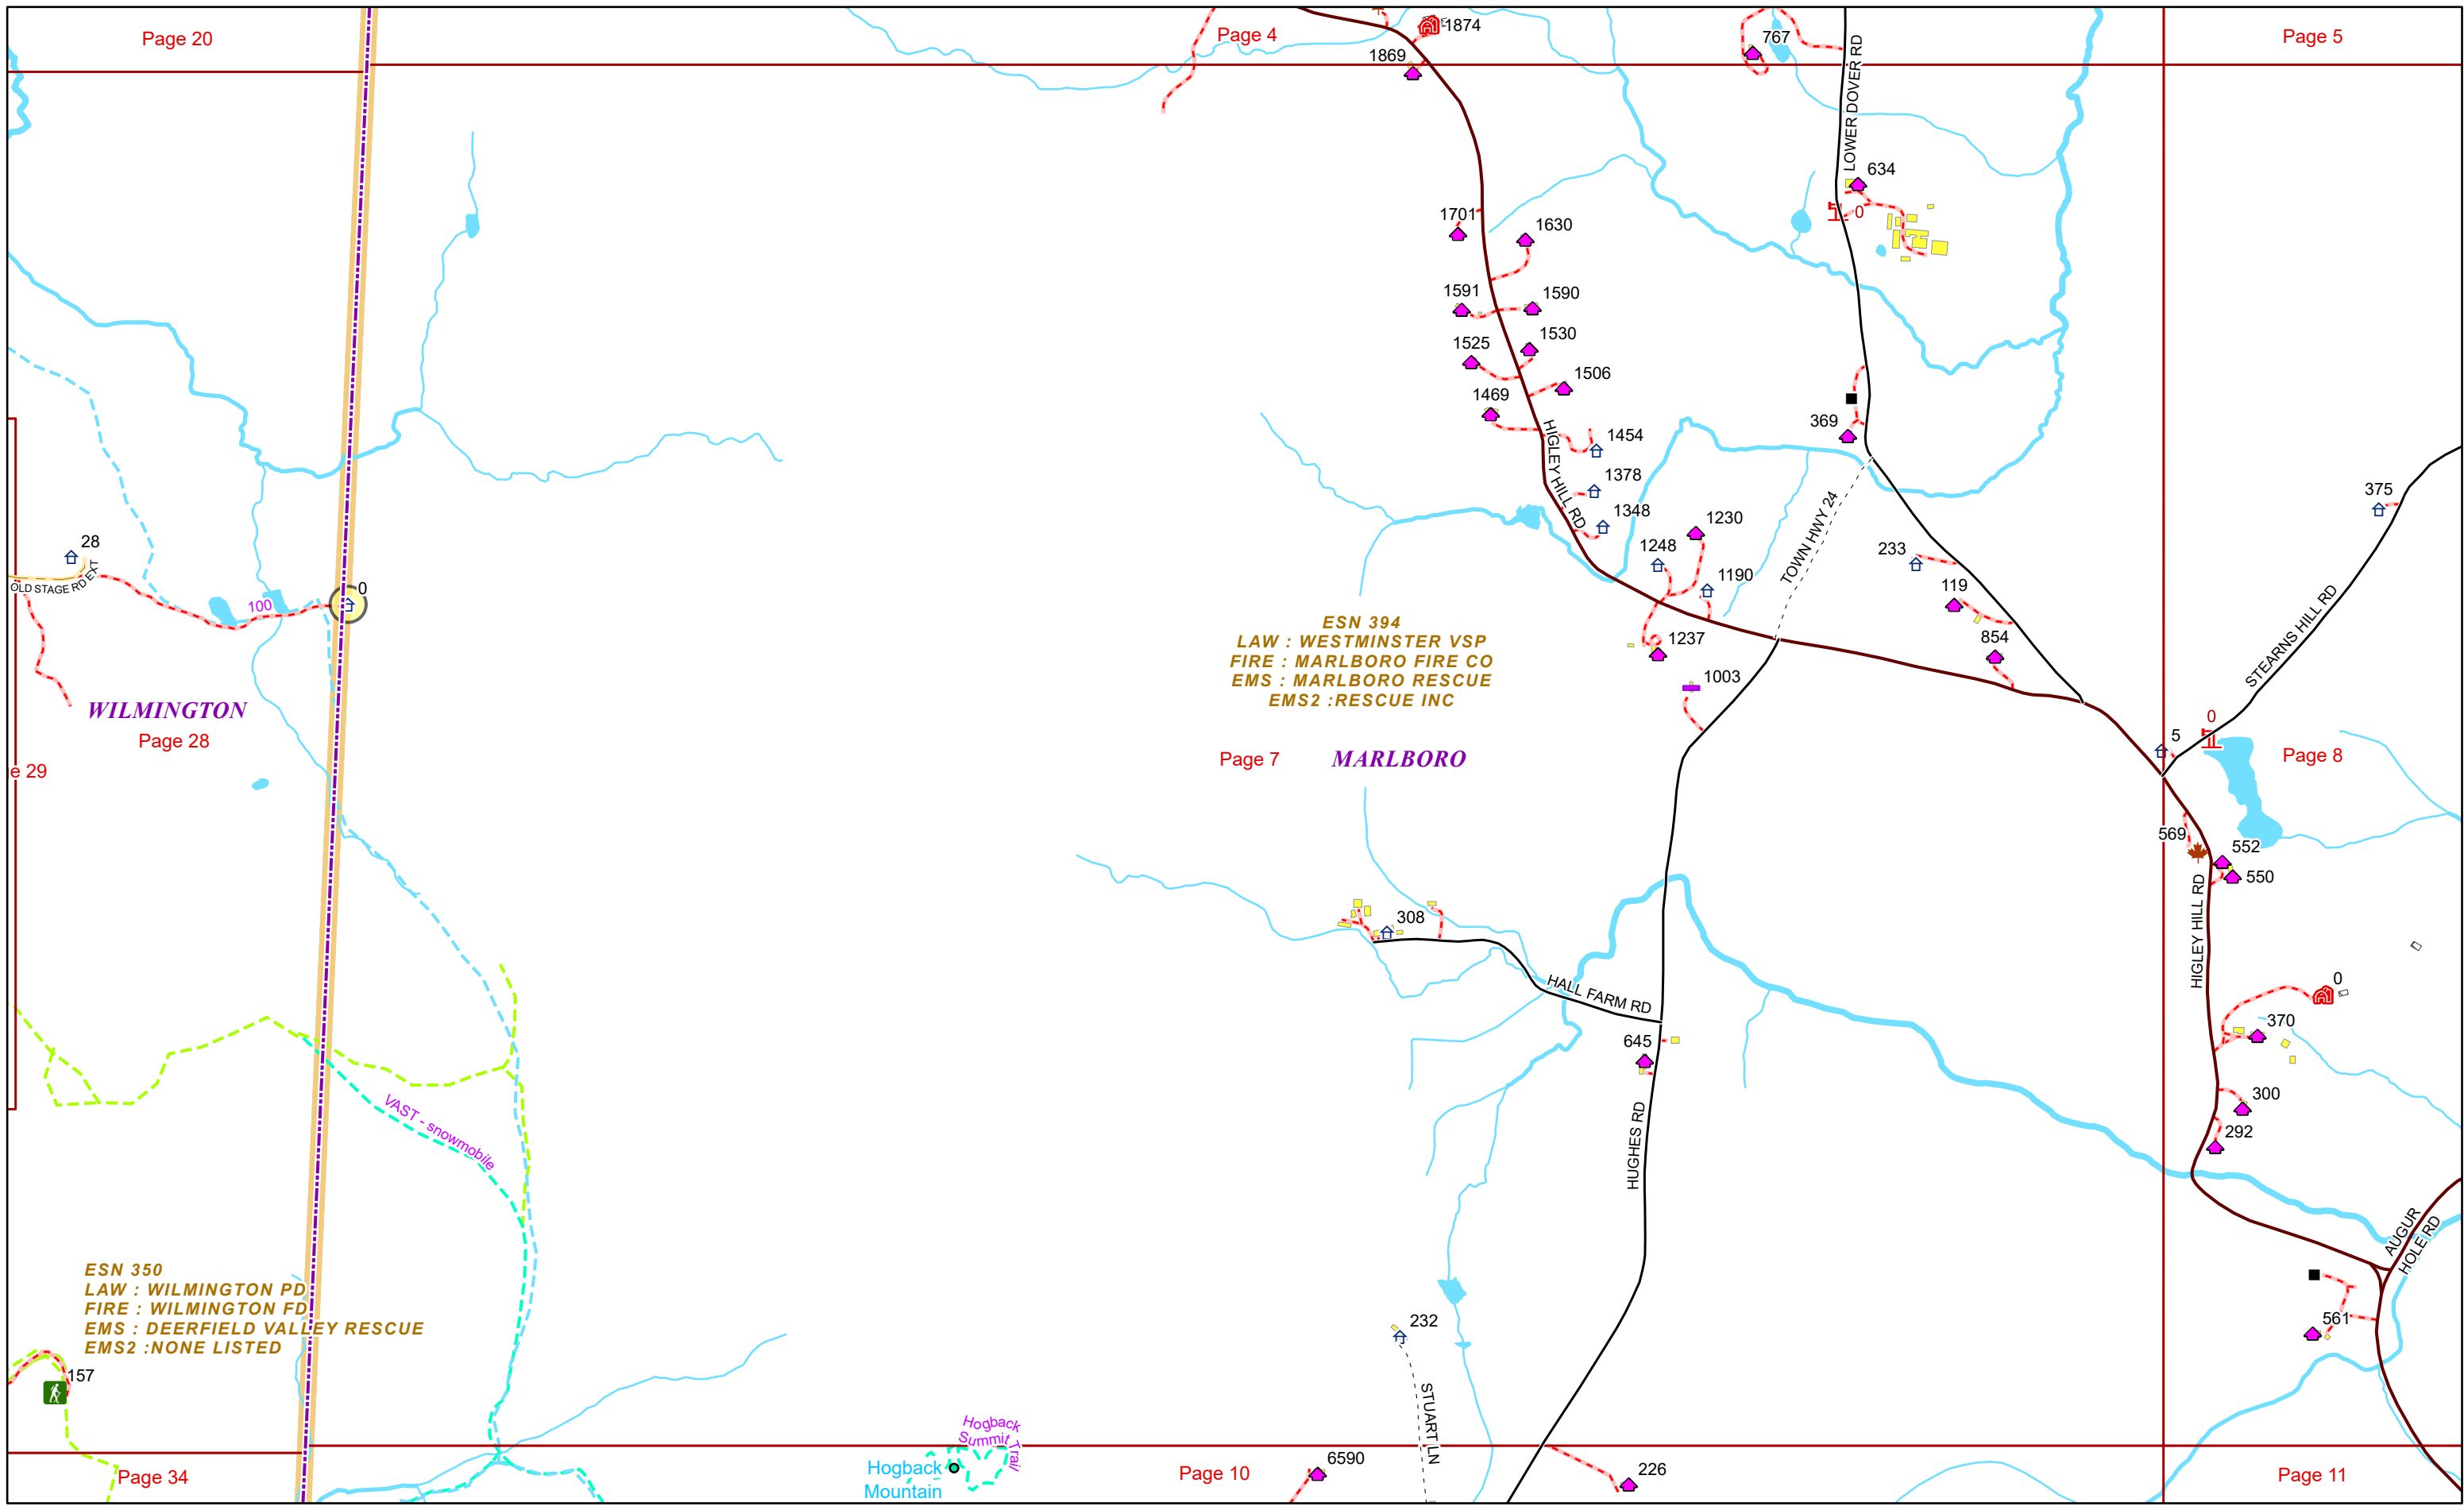 Page 20
Page 4
1874
767
Page 5
1869
LOWER DOVER RD
634
0
1701
1630
1591
1590
1530
1525
1506
1469
369
1454
HIGLEY HILL RD
1378
375
1348
1230
TOWN HWY 24
28
1248
233
OLD STAGE RD EXT
0
1190
119
100
ESN 394
LAW : WESTMINSTER VSP
FIRE : MARLBORO FIRE CO
EMS : MARLBORO RESCUE
EMS2 :RESCUE INC
1237
854
STEARNS HILL RD
1003
WILMINGTON
Page 28
0
5
Page 7
MARLBORO
Page 8
e 29
569
552
550
308
HIGLEY HILL RD
HALL FARM RD
0
370
645
VAST - snowmobile
300
HUGHES RD
292
AUGUR
HOLE RD
ESN 350
LAW : WILMINGTON PD
FIRE : WILMINGTON FD
EMS : DEERFIELD VALLEY RESCUE
EMS2 :NONE LISTED
232
561
157
STUART LN
Hogback
Summit Trail
6590
Hogback
Mountain
Page 34
Page 10
226
Page 11